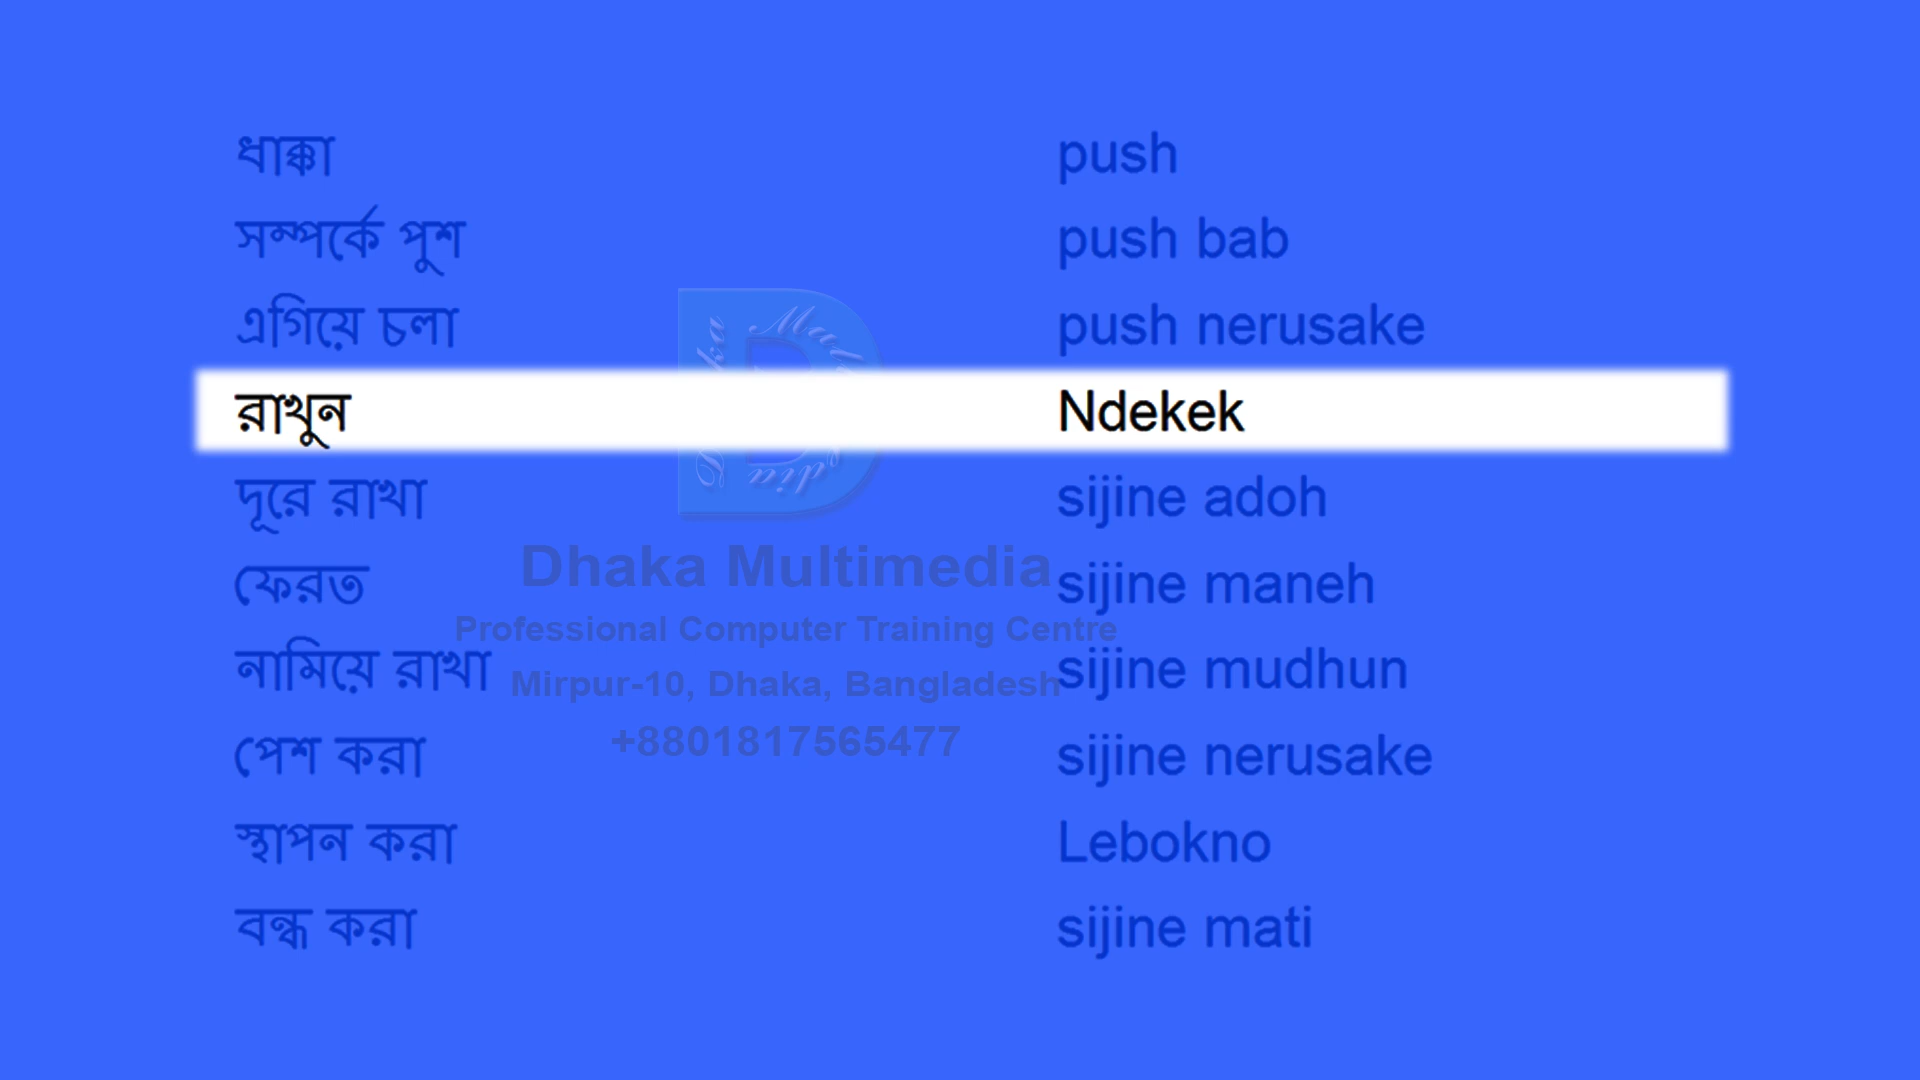 ধাক্কা push
সম্পর্কে পুশ push bab
এগিয়ে চলা push nerusake
রাখুন Ndekek
দূরে রাখা sijine adoh
ফেরত sijine maneh
নামিয়ে রাখা sijine mudhun
পেশ করা sijine nerusake
স্থাপন করা Lebokno
বন্ধ করা sijine mati
Dhaka Multimedia
Professional Computer Training Centre
Mirpur-10, Dhaka, Bangladesh
+8801817565477